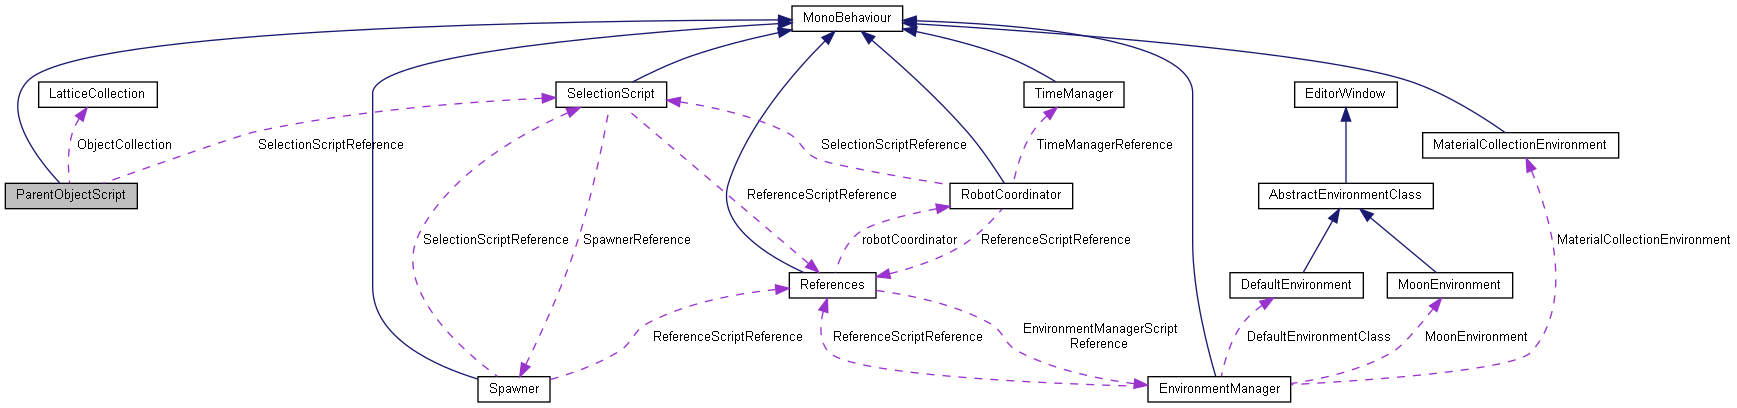 MonoBehaviour
LatticeCollection
SelectionScript
TimeManager
EditorWindow
ObjectCollection
SelectionScriptReference
SelectionScriptReference
TimeManagerReference
MaterialCollectionEnvironment
ParentObjectScript
ReferenceScriptReference
RobotCoordinator
AbstractEnvironmentClass
SelectionScriptReference
SpawnerReference
robotCoordinator
ReferenceScriptReference
MaterialCollectionEnvironment
References
DefaultEnvironment
MoonEnvironment
ReferenceScriptReference
ReferenceScriptReference
EnvironmentManagerScript
Reference
DefaultEnvironmentClass
MoonEnvironment
Spawner
EnvironmentManager